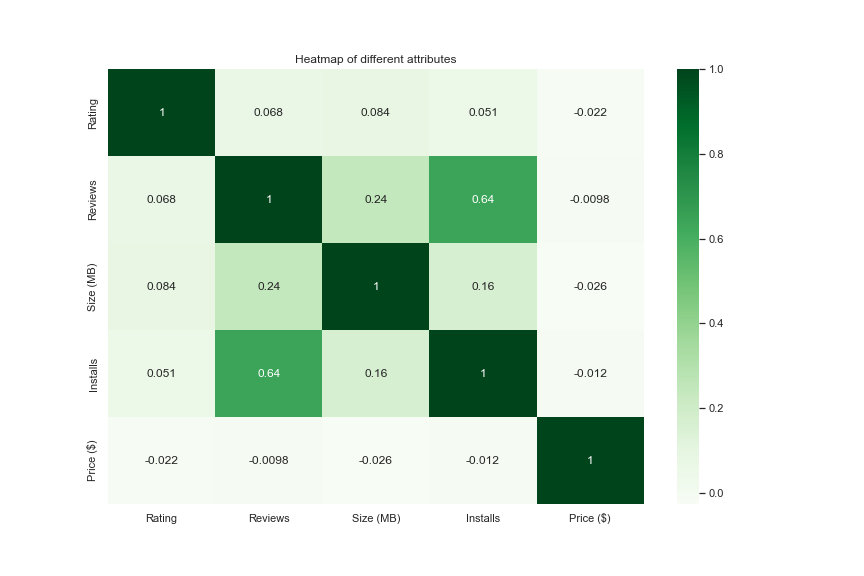 Heatmap of different attributes
Rating 1 0.068 0.084 0.051 -0.022
Reviews 0.068 1 0.24 0.64 -0.0098
Size (MB) 0.084 0.24 1 0.16 -0.026
Installs 0.051 0.64 0.16 1 -0.012
Price ($) -0.022 -0.0098 -0.026 -0.012 1
Rating Reviews Size (MB) Installs Price ($)
1.0
0.8
0.6
0.4
0.2
0.0